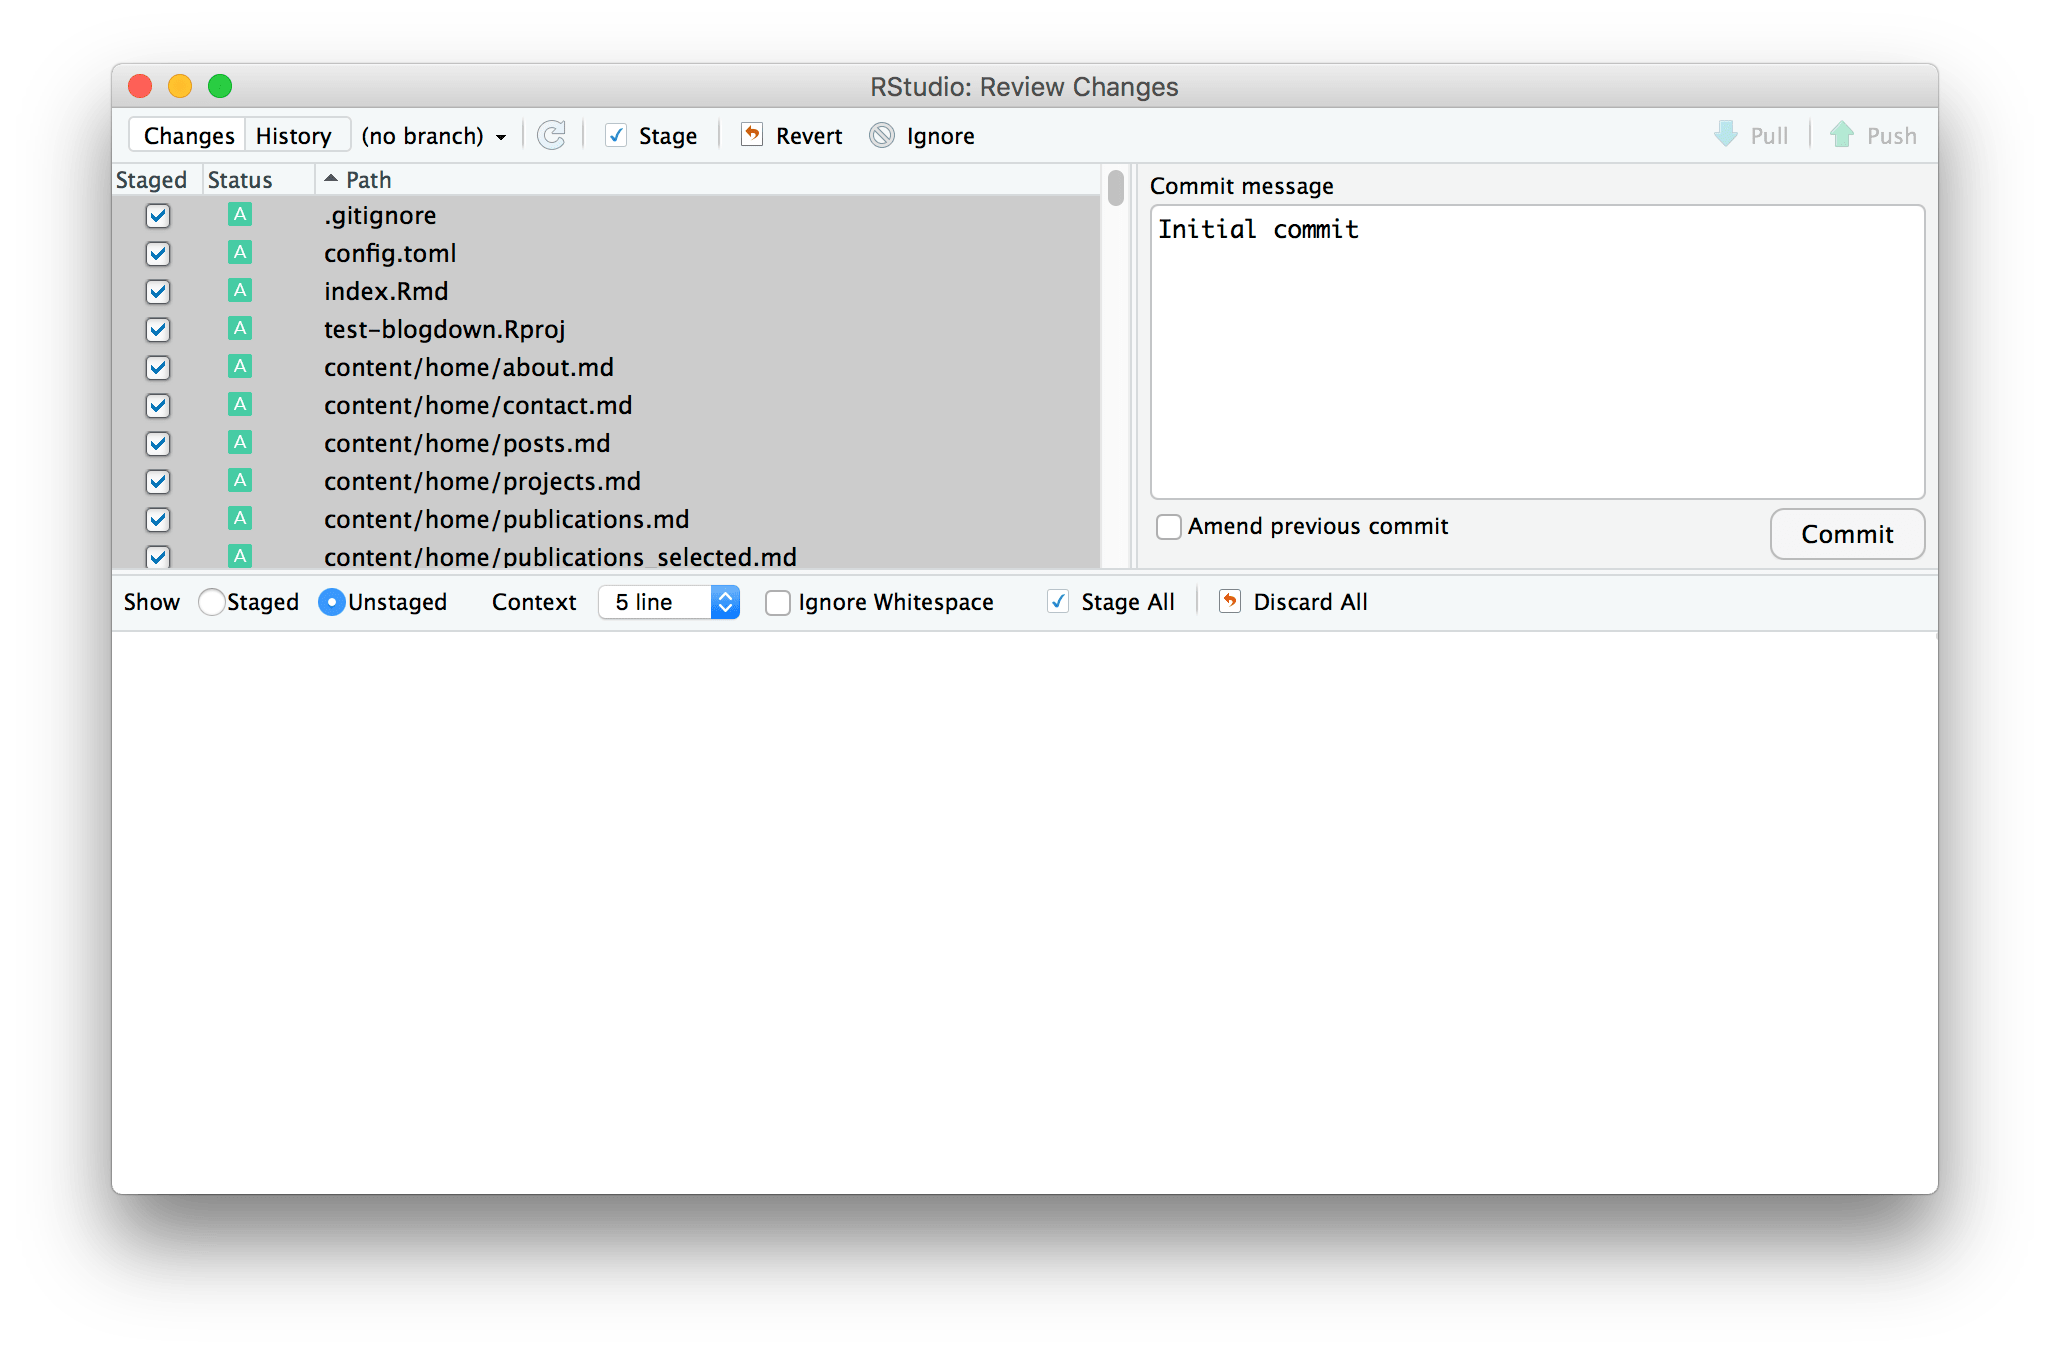 RStudio: Review Changes
Changes History (no branch) Stage Revert Ignore Pull Push
Staged Status Path
A .gitignore
A config.toml
A index.Rmd
A test-blogdown.Rproj
A content/home/about.md
A content/home/contact.md
A content/home/posts.md
A content/home/projects.md
A content/home/publications.md
A content/home/publications_selected.md
Commit message
Initial commit
Amend previous commit Commit
Show Staged Unstaged Context 5 line Ignore Whitespace Stage All Discard All